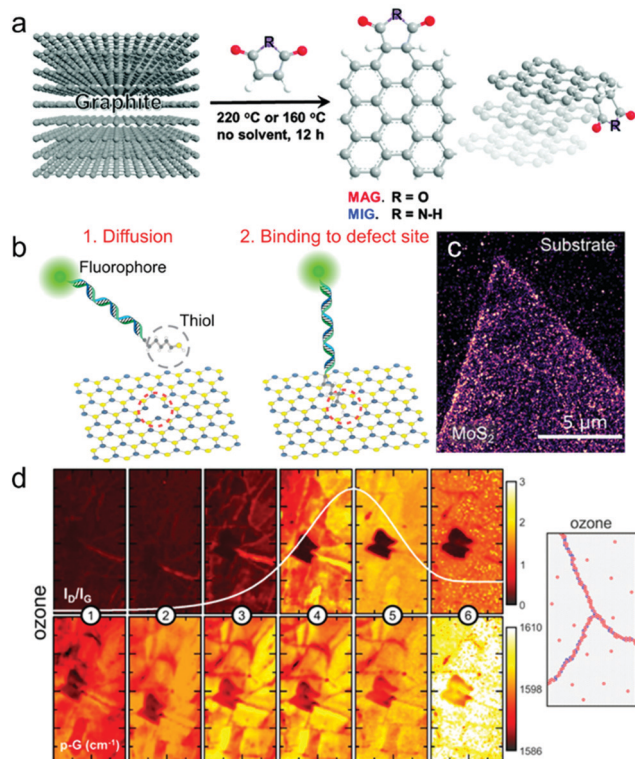 a
R
Graphite
220 °C or 160 °C
no solvent, 12 h
R
R
MAG. R = O
MIG. R = N-H
b
1. Diffusion
2. Binding to defect site
c
Fluorophore
Thiol
Substrate
MoS2
5 μm
d
ozone
ID/IG
3
2
1
0
1 2 3 4 5 6
p-G (cm-1)
1610
1598
1586
ozone